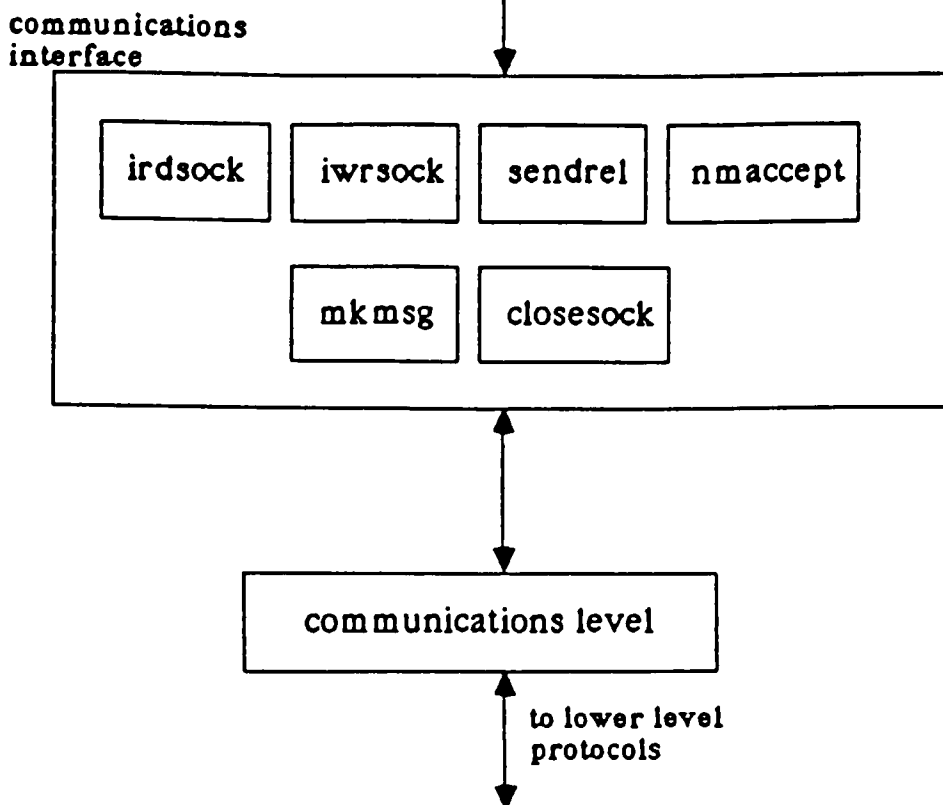 communications
interface
irdsock
iwrsock
sendrel
nmaccept
mkmsg
closesock
communications level
to lower level
protocols